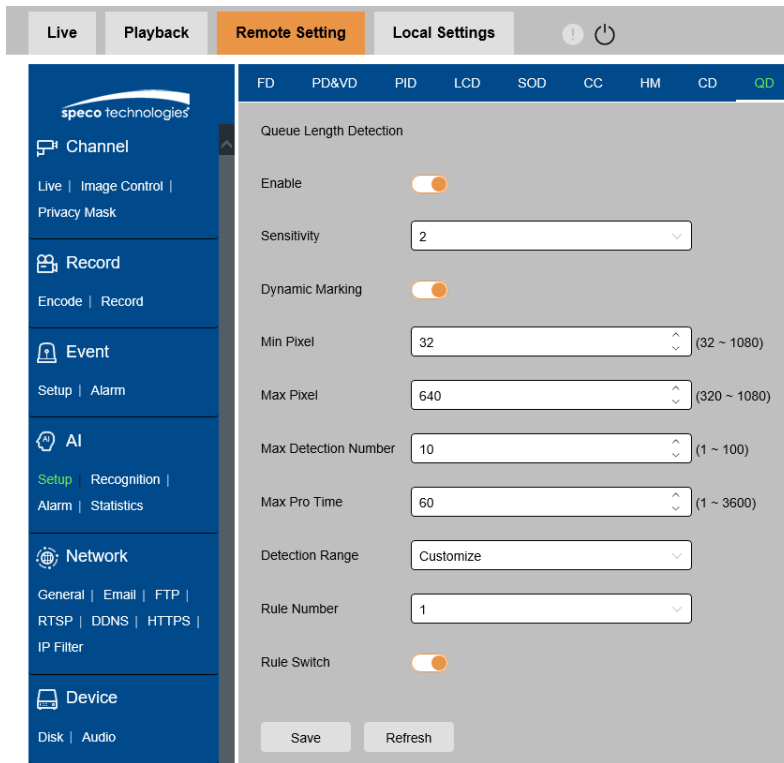 Live Playback Remote Setting Local Settings
speco technologies
Channel
Live | Image Control |
Privacy Mask
Record
Encode | Record
Event
Setup | Alarm
AI
Setup Recognition |
Alarm | Statistics
Network
General | Email | FTP |
RTSP | DDNS | HTTPS |
IP Filter
Device
Disk | Audio
FD PD&VD PID LCD SOD CC HM CD QD
Queue Length Detection
Enable
Sensitivity 2
Dynamic Marking
Min Pixel 32 (32 ~ 1080)
Max Pixel 640 (320 ~ 1080)
Max Detection Number 10 (1 ~ 100)
Max Pro Time 60 (1 ~ 3600)
Detection Range Customize
Rule Number 1
Rule Switch
Save Refresh